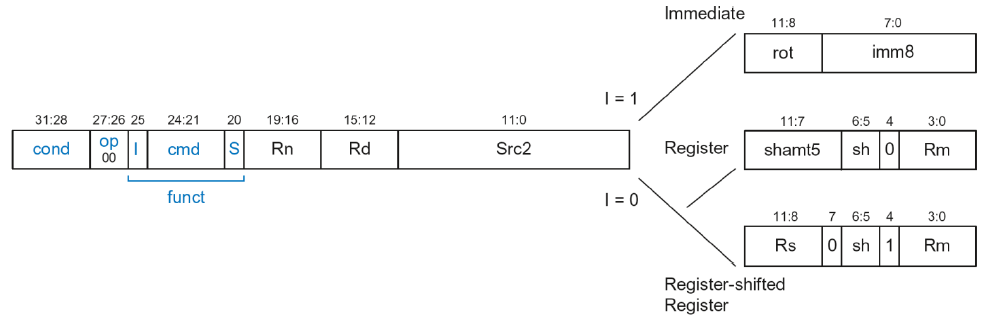 Immediate
11:8 7:0
rot imm8
I = 1
31:28 27:26 25 24:21 20 19:16 15:12 11:0
cond op 00 I cmd S Rn Rd Src2
funct
Register
11:7 6:5 4 3:0
shamt5 sh 0 Rm
I = 0
11:8 7 6:5 4 3:0
Rs 0 sh 1 Rm
Register-shifted
Register